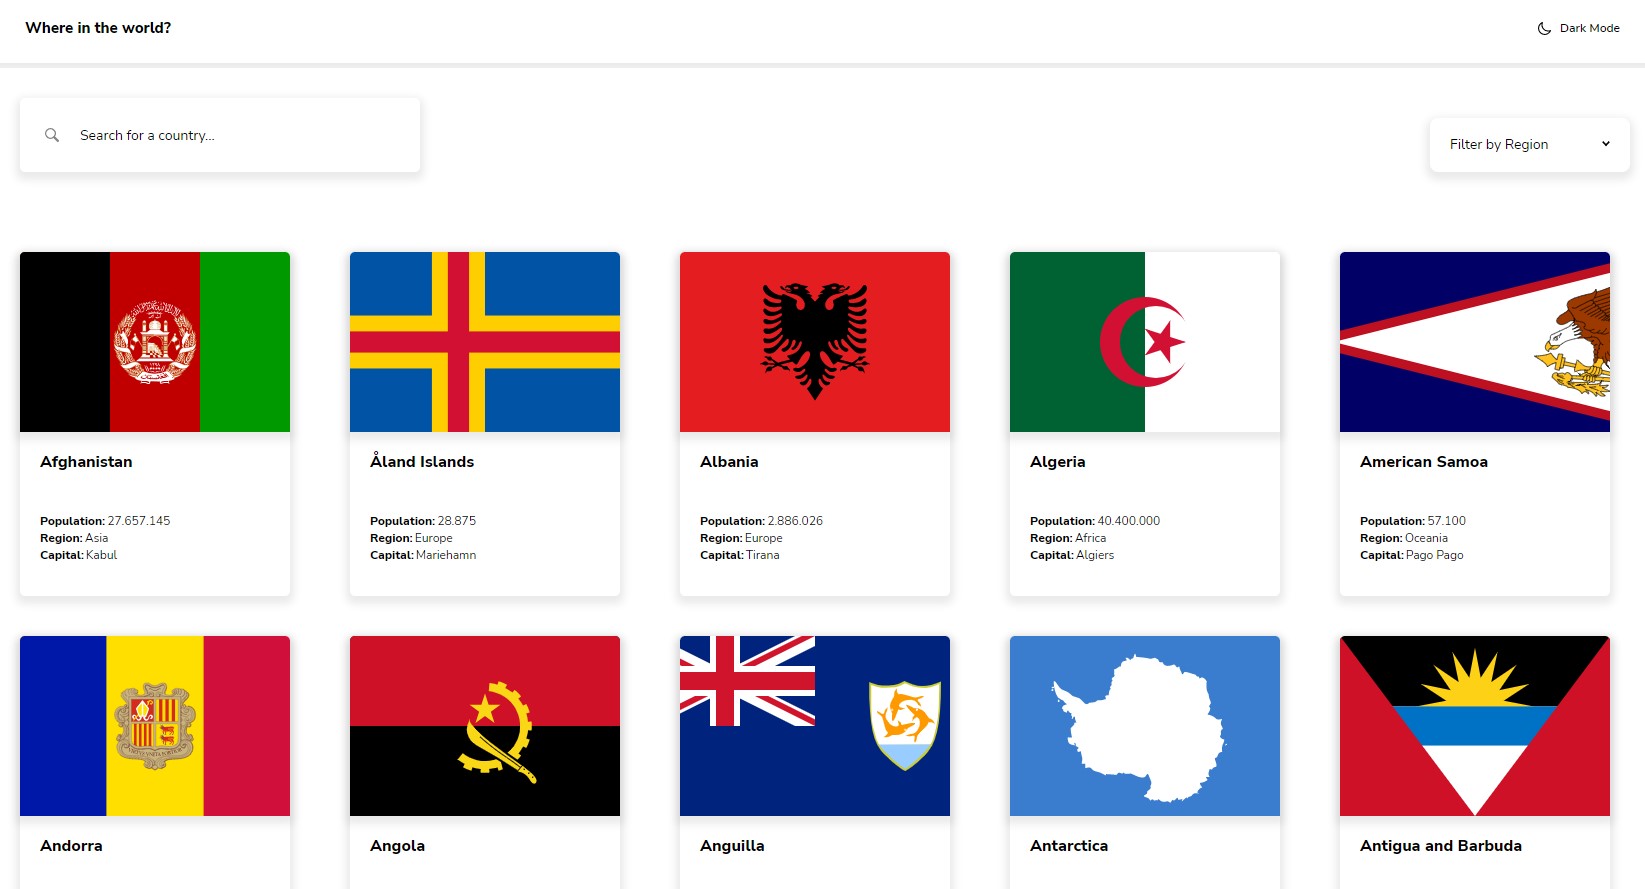 Where in the world?
Dark Mode
Search for a country...
Filter by Region
Afghanistan
Population: 27.657.145
Region: Asia
Capital: Kabul
Åland Islands
Population: 28.875
Region: Europe
Capital: Mariehamn
Albania
Population: 2.886.026
Region: Europe
Capital: Tirana
Algeria
Population: 40.400.000
Region: Africa
Capital: Algiers
American Samoa
Population: 57.100
Region: Oceania
Capital: Pago Pago
Andorra
Angola
Anguilla
Antarctica
Antigua and Barbuda